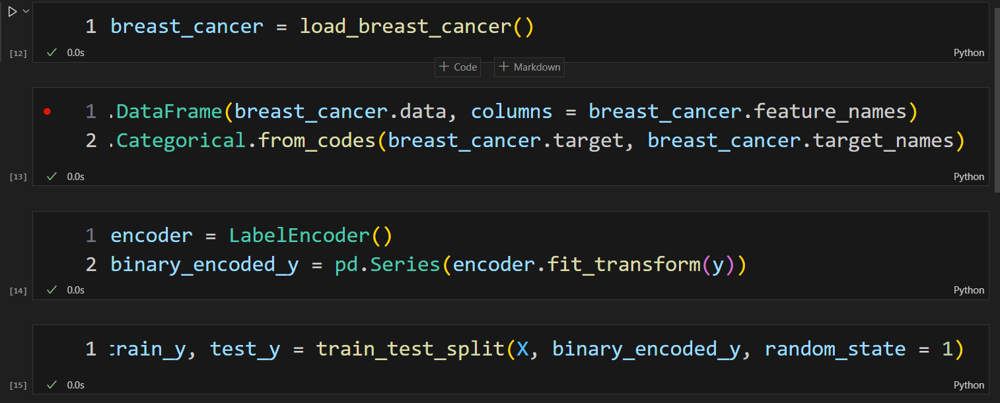 1 breast_cancer = load_breast_cancer()
[12] 0.0s Python
+ Code + Markdown
1 .DataFrame(breast_cancer.data, columns = breast_cancer.feature_names)
2 .Categorical.from_codes(breast_cancer.target, breast_cancer.target_names)
[13] 0.0s Python
1 encoder = LabelEncoder()
2 binary_encoded_y = pd.Series(encoder.fit_transform(y))
[14] 0.0s Python
1 train_y, test_y = train_test_split(X, binary_encoded_y, random_state = 1)
[15] 0.0s Python